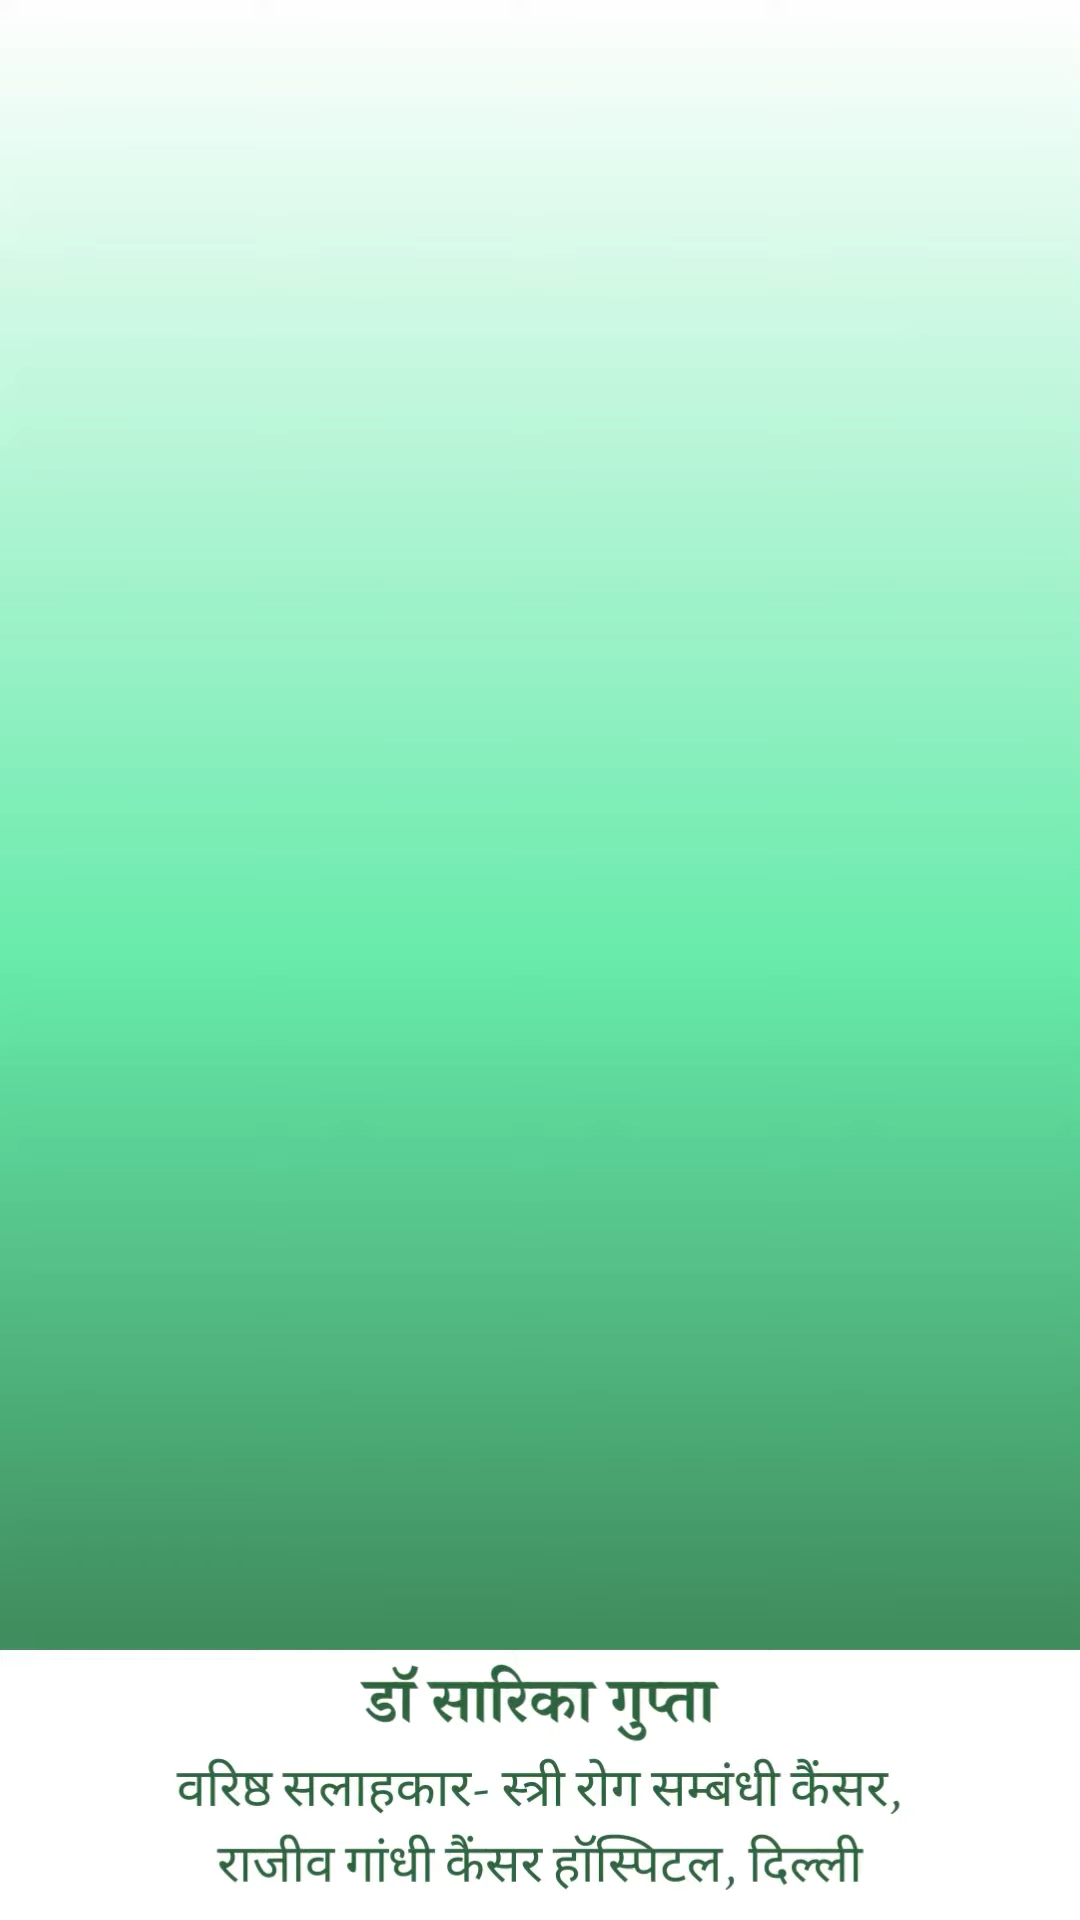 डॉ सारिका गुप्ता
वरिष्ठ सलाहकार- स्त्री रोग सम्बंधी कैंसर,
राजीव गांधी कैंसर हॉस्पिटल, दिल्ली